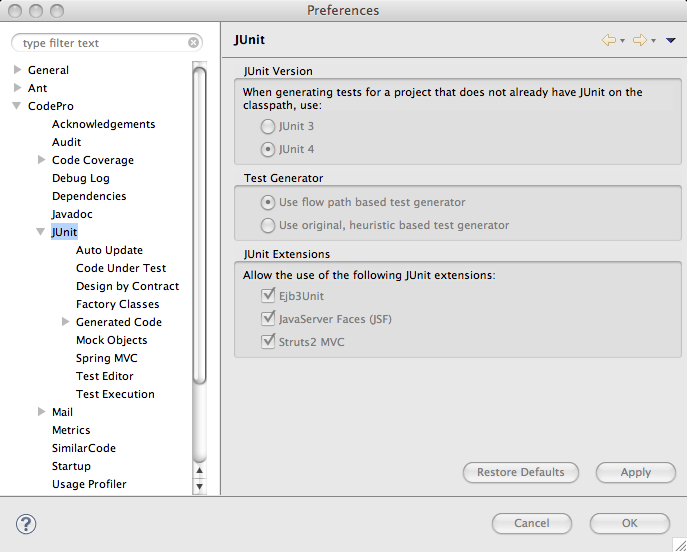 Preferences
type filter text
General
Ant
CodePro
Acknowledgements
Audit
Code Coverage
Debug Log
Dependencies
Javadoc
JUnit
Auto Update
Code Under Test
Design by Contract
Factory Classes
Generated Code
Mock Objects
Spring MVC
Test Editor
Test Execution
Mail
Metrics
SimilarCode
Startup
Usage Profiler
JUnit
JUnit Version
When generating tests for a project that does not already have JUnit on the
classpath, use:
JUnit 3
JUnit 4
Test Generator
Use flow path based test generator
Use original, heuristic based test generator
JUnit Extensions
Allow the use of the following JUnit extensions:
Ejb3Unit
JavaServer Faces (JSF)
Struts2 MVC
Restore Defaults
Apply
?
Cancel
OK